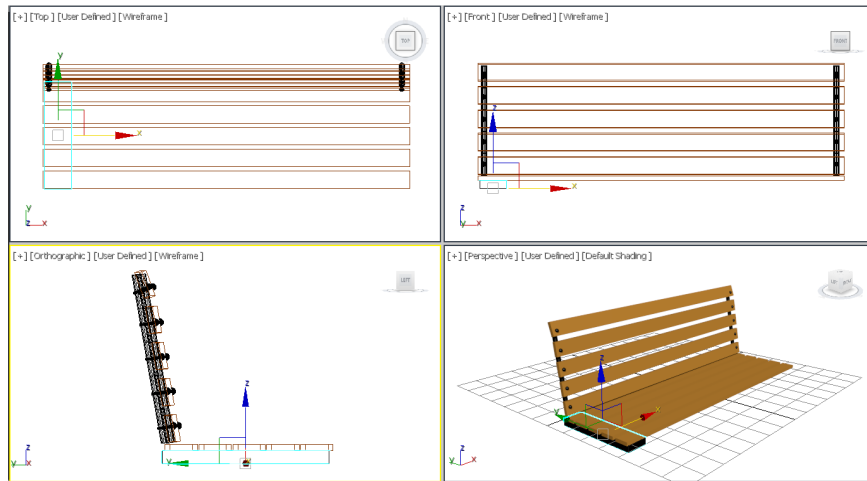 [+] [Top] [User Defined] [Wireframe]
TOP
y
x
y
z x
[+] [Front] [User Defined] [Wireframe]
FRONT
z
x
z
x
[+] [Orthographic] [User Defined] [Wireframe]
LEFT
z
y
z
y x
[+] [Perspective] [User Defined] [Default Shading]
z
y
x
z
y x